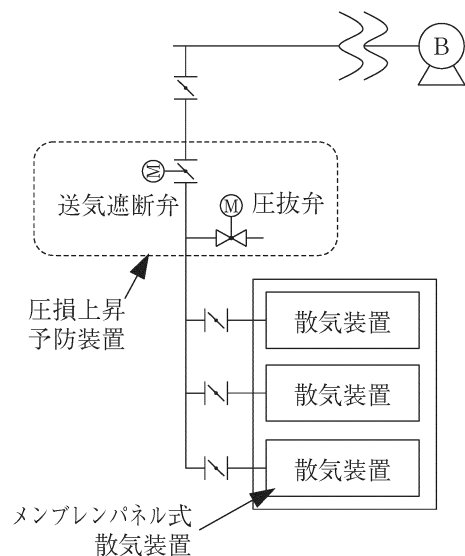 B
M
送気遮断弁
M
圧抜弁
圧損上昇
予防装置
散気装置
散気装置
散気装置
メンブレンパネル式
散気装置